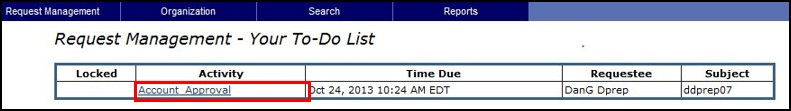 Request Management Organization Search Reports
Request Management - Your To-Do List
Locked Activity Time Due Requestee Subject
Account Approval Oct 24, 2013 10:24 AM EDT DanG Dprep ddprep07